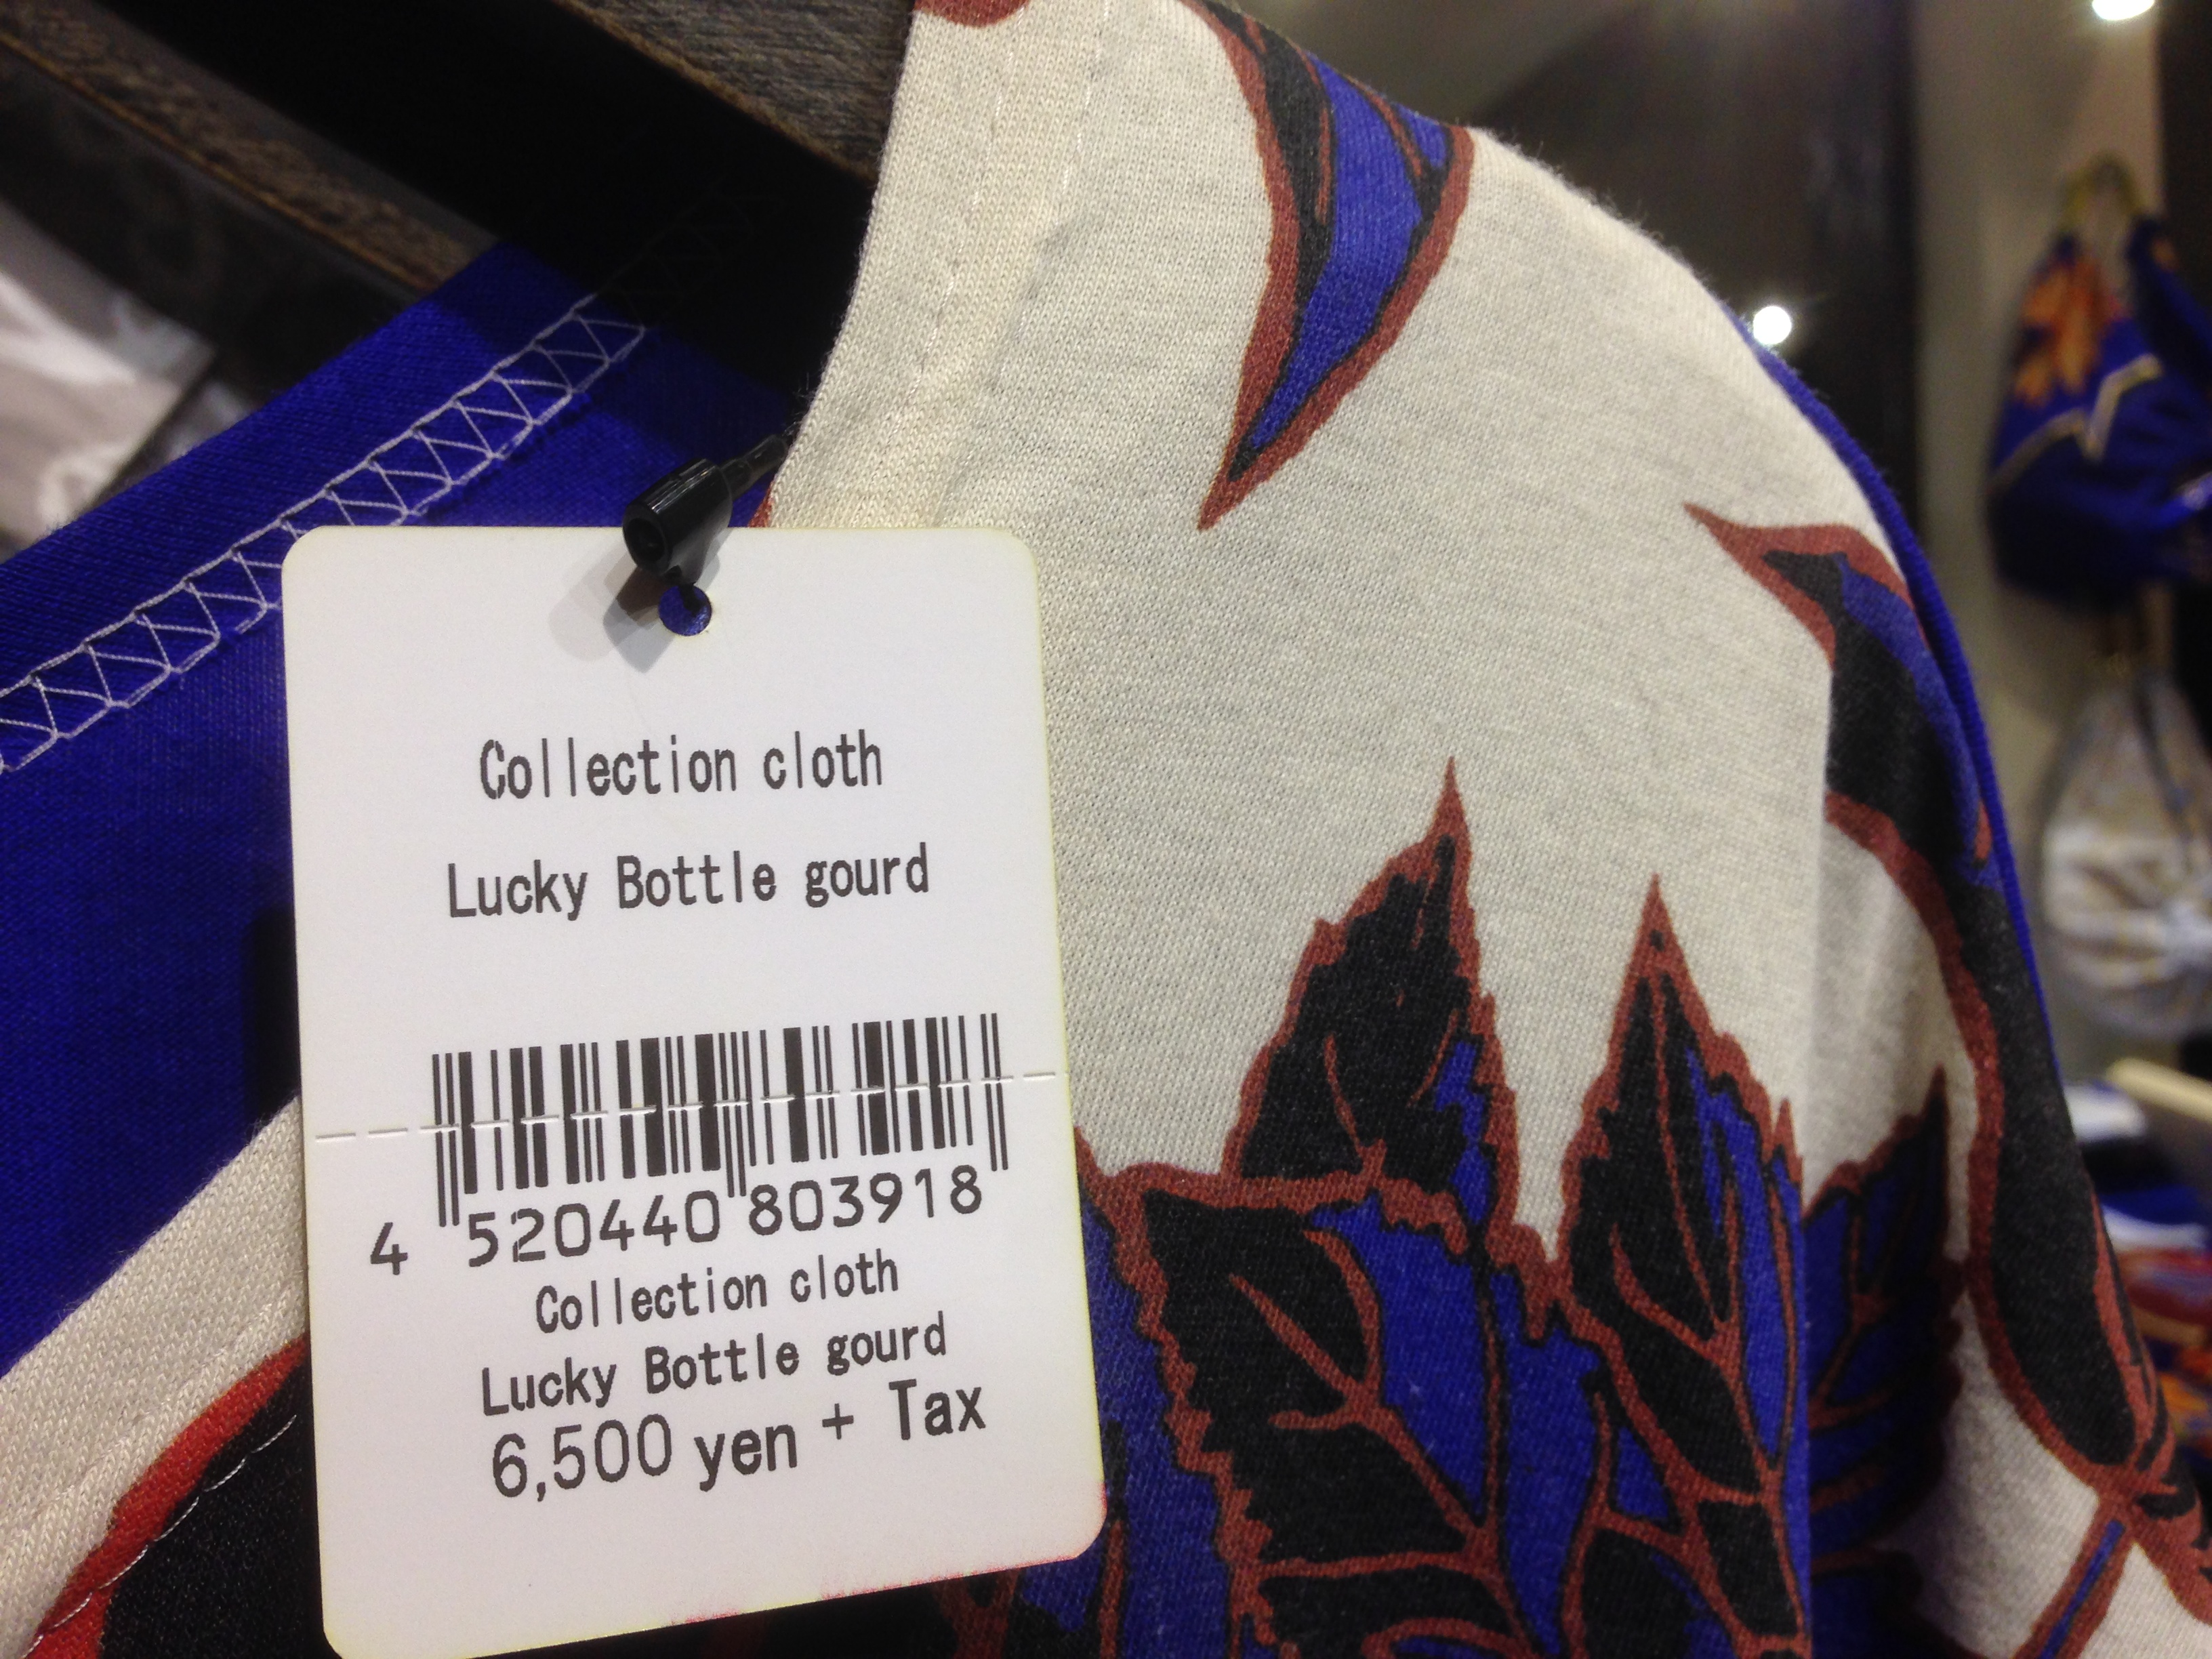 Collection cloth
Lucky Bottle gourd
4 520440 803918
Collection cloth
Lucky Bottle gourd
6,500 yen + Tax